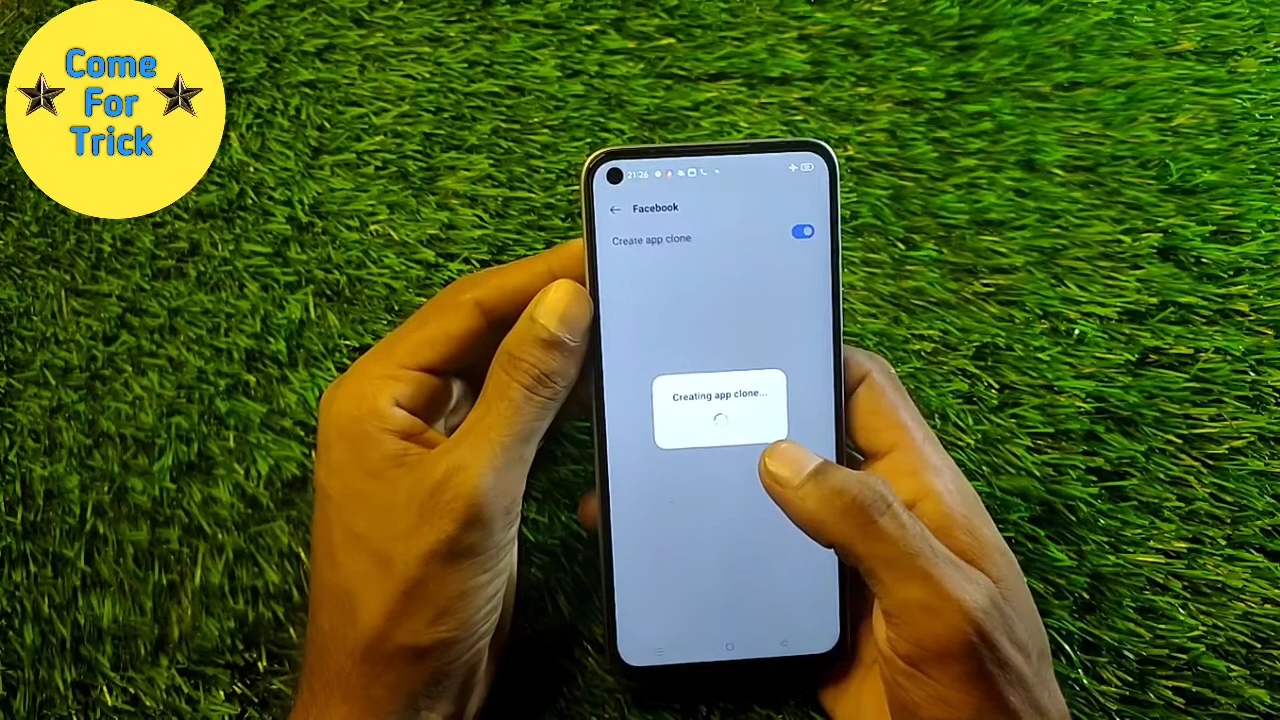 Come
For
Trick
21:26
Facebook
Create app clone
Creating app clone...